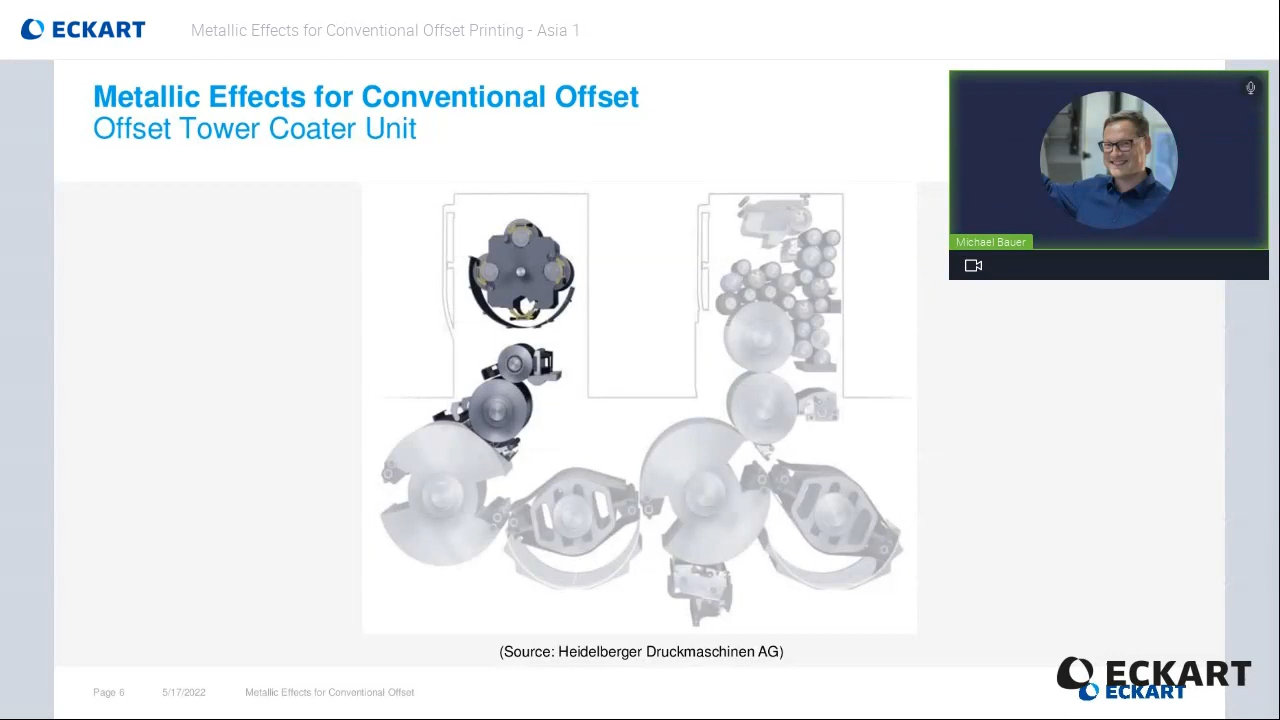 ECKART
Metallic Effects for Conventional Offset Printing - Asia 1
Metallic Effects for Conventional Offset
Offset Tower Coater Unit
Michael Bauer
(Source: Heidelberger Druckmaschinen AG)
Page 6 5/17/2022 Metallic Effects for Conventional Offset
ECKART
ECKART